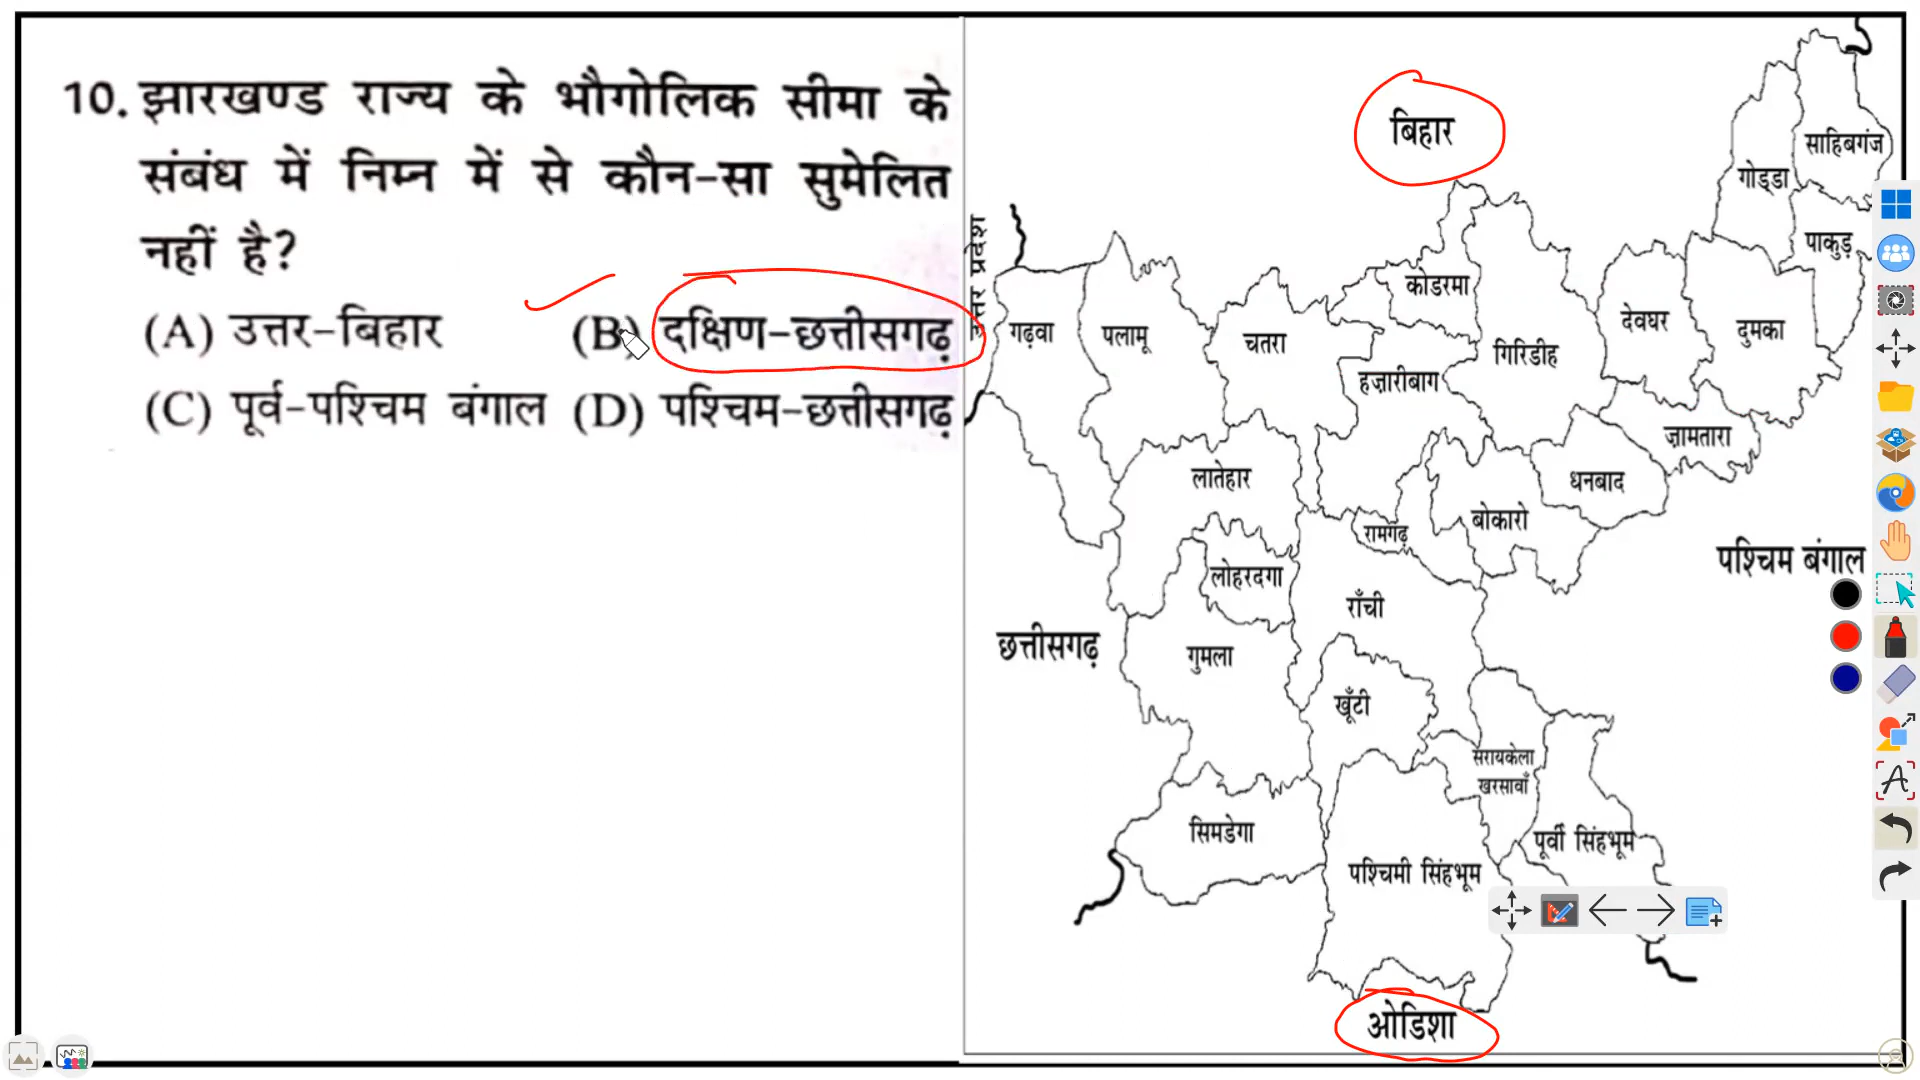 10. झारखण्ड राज्य के भौगोलिक सीमा के
संबंध में निम्न में से कौन-सा सुमेलित
नहीं है?
(A) उत्तर-बिहार (B) दक्षिण-छत्तीसगढ़
(C) पूर्व-पश्चिम बंगाल (D) पश्चिम-छत्तीसगढ़
बिहार
साहिबगंज
गोड्डा
उत्तर प्रदेश
पाकुड़
कोडरमा
गढ़वा
पलामू
चतरा
देवघर
दुमका
गिरिडीह
हज़ारीबाग
ज़ामतारा
लातेहार
धनबाद
बोकारो
रामगढ़
पश्चिम बंगाल
लोहरदगा
राँची
छत्तीसगढ़
गुमला
खूँटी
सरायकेला
खरसावाँ
सिमडेगा
पूर्वी सिंहभूम
पश्चिमी सिंहभूम
ओडिशा